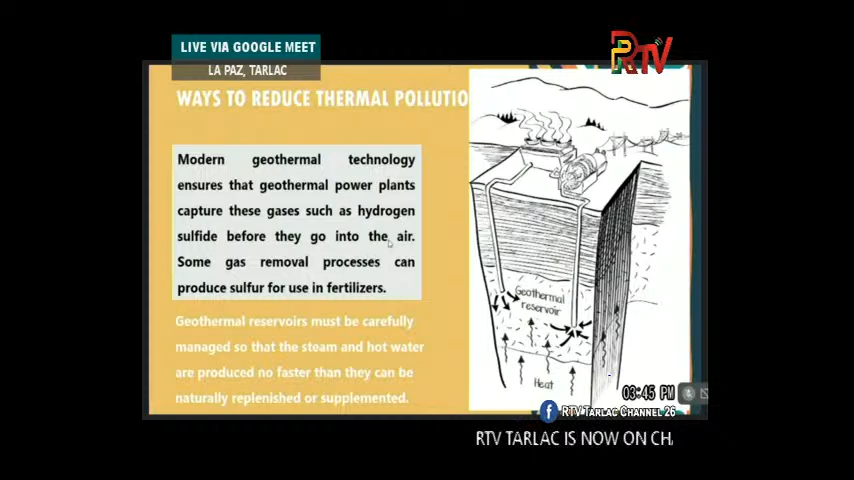 LIVE VIA GOOGLE MEET
LA PAZ, TARLAC
RTV
WAYS TO REDUCE THERMAL POLLUTIO
Modern geothermal technology
ensures that geothermal power plants
capture these gases such as hydrogen
sulfide before they go into the air.
Some gas removal processes can
produce sulfur for use in fertilizers.
Geothermal reservoirs must be carefully
managed so that the steam and hot water
are produced no faster than they can be
naturally replenished or supplemented.
Geothermal
reservoir
Heat
03:45 PM
RTV TARLAC CHANNEL 26
RTV TARLAC IS NOW ON CHA